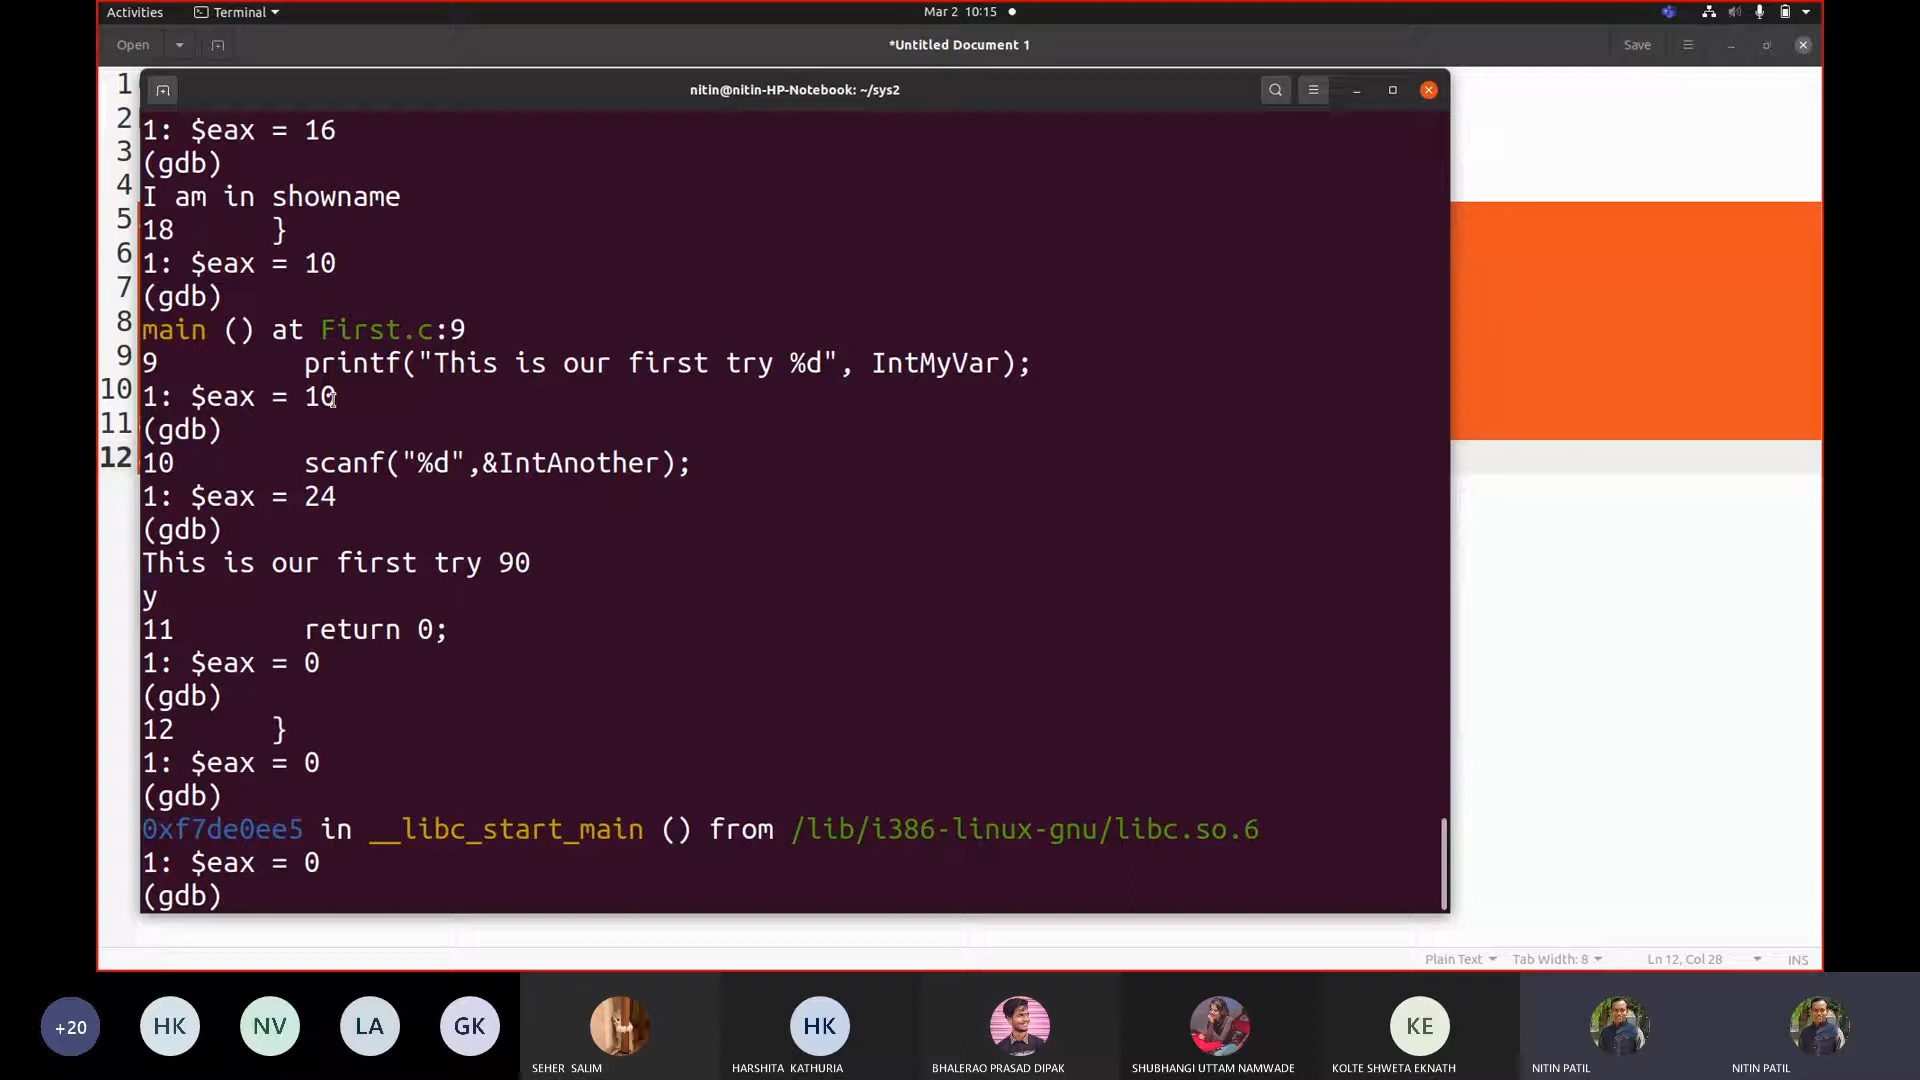 Activities
Terminal
Mar 2 10:15
Open
*Untitled Document 1
Save
nitin@nitin-HP-Notebook: ~/sys2
1
2
3
4
5
6
7
8
9
10
11
12
1: $eax = 16
(gdb)
I am in showname
18 }
1: $eax = 10
(gdb)
main () at First.c:9
9 printf("This is our first try %d", IntMyVar);
1: $eax = 10
(gdb)
10 scanf("%d",&IntAnother);
1: $eax = 24
(gdb)
This is our first try 90
y
11 return 0;
1: $eax = 0
(gdb)
12 }
1: $eax = 0
(gdb)
0xf7de0ee5 in __libc_start_main () from /lib/i386-linux-gnu/libc.so.6
1: $eax = 0
(gdb)
Plain Text
Tab Width: 8
Ln 12, Col 28
INS
+20
HK
NV
LA
GK
HK
KE
SEHER SALIM
HARSHITA KATHURIA
BHALERAO PRASAD DIPAK
SHUBHANGI UTTAM NAMWADE
KOLTE SHWETA EKNATH
NITIN PATIL
NITIN PATIL